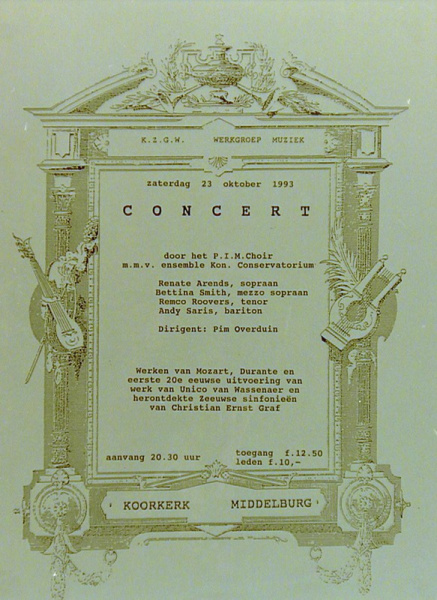 K.Z.G.W. WERKGROEP MUZIEK
zaterdag 23 oktober 1993
CONCERT
door het P.I.M.Choir
m.m.v. ensemble Kon. Conservatorium
Renate Arends, sopraan
Bettina Smith, mezzo sopraan
Remco Roovers, tenor
Andy Saris, bariton
Dirigent: Pim Overduin
Werken van Mozart, Durante en
eerste 20e eeuwse uitvoering van
werk van Unico van Wassenaer en
herontdekte Zeeuwse sinfonieën
van Christian Ernst Graf
aanvang 20.30 uur
toegang f.12.50
leden f.10,-
KOORKERK MIDDELBURG